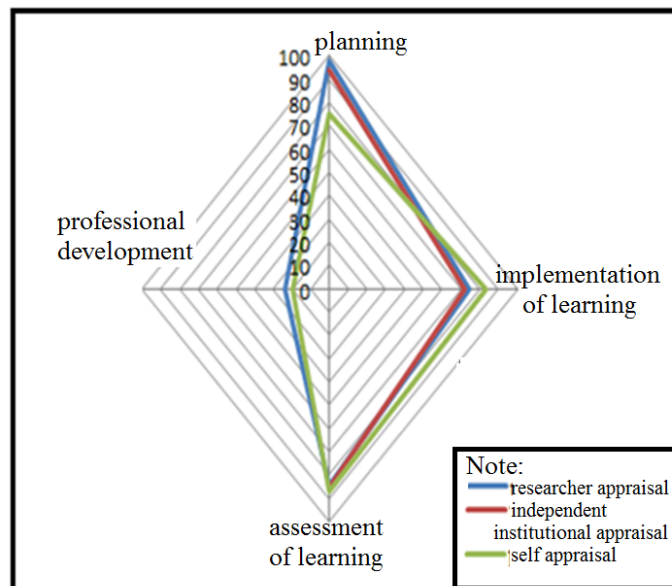 planning
100
90
80
70
60
50
40
30
20
10
0
professional
development
implementation
of learning
assessment
of learning
Note:
researcher appraisal
independent
institutional appraisal
self appraisal